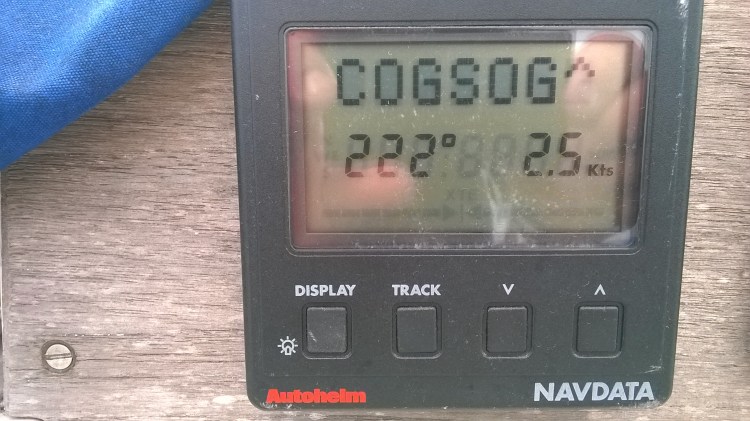 COGSOG^
222° 2.5 Kts
DISPLAY TRACK V Λ
Autohelm NAVDATA